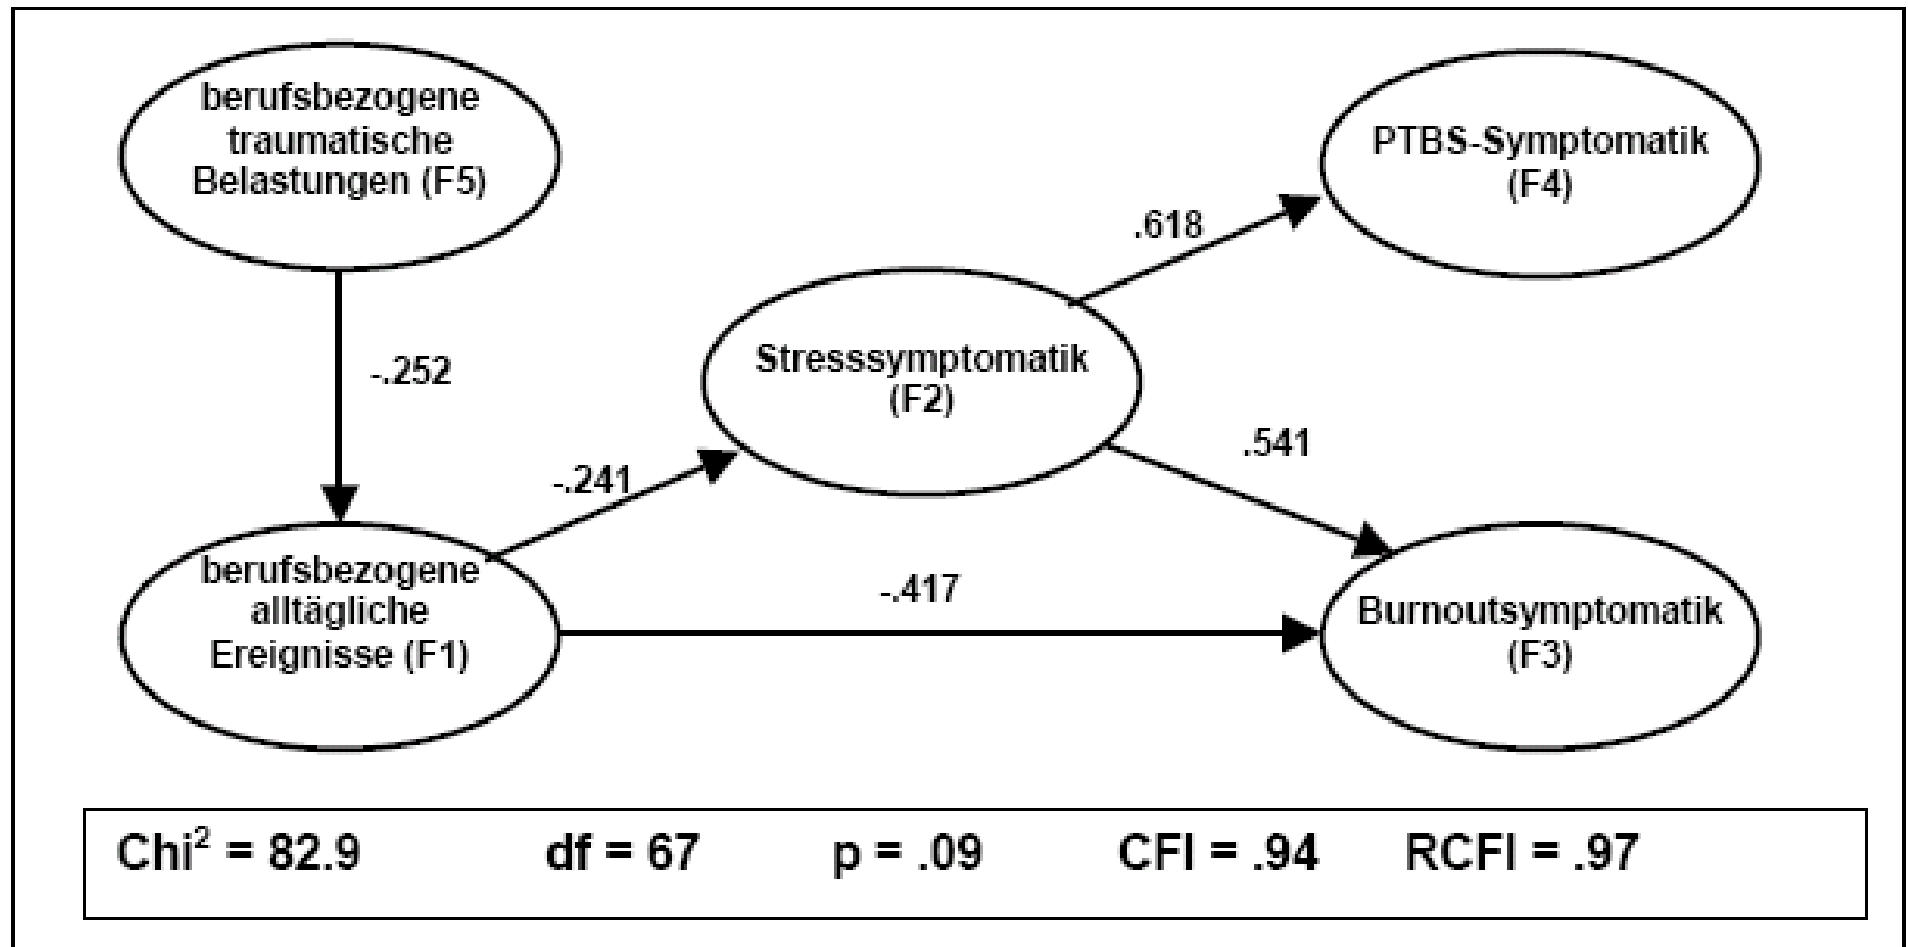 berufsbezogene
traumatische
Belastungen (F5)
PTBS-Symptomatik
(F4)
.618
Stresssymptomatik
(F2)
-.252
.541
-.241
berufsbezogene
alltägliche
Ereignisse (F1)
-.417
Burnoutsymptomatik
(F3)
Chi² = 82.9 df = 67 p = .09 CFI = .94 RCFI = .97